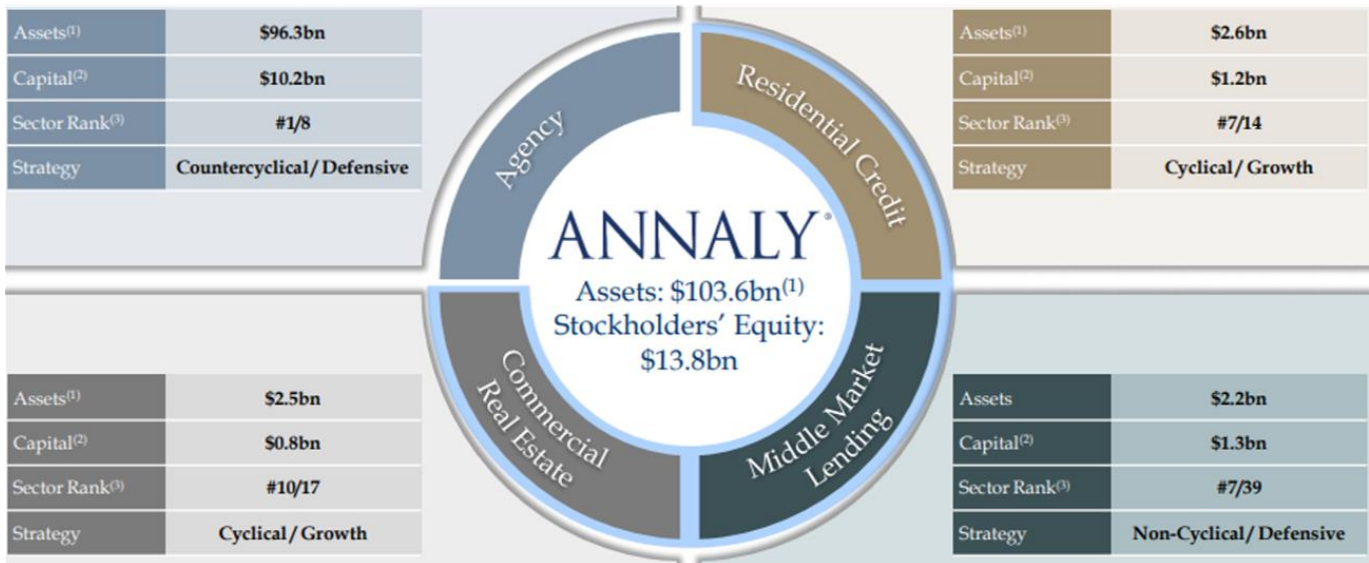 Assets(1) $96.3bn
Capital(2) $10.2bn
Sector Rank(3) #1/8
Strategy Countercyclical/Defensive
Agency
Residential Credit
Assets(1) $2.6bn
Capital(2) $1.2bn
Sector Rank(3) #7/14
Strategy Cyclical/Growth
ANNALY®
Assets: $103.6bn(1)
Stockholders' Equity:
$13.8bn
Assets(1) $2.5bn
Capital(2) $0.8bn
Sector Rank(3) #10/17
Strategy Cyclical/Growth
Commercial
Real Estate
Middle Market
Lending
Assets $2.2bn
Capital(2) $1.3bn
Sector Rank(3) #7/39
Strategy Non-Cyclical/Defensive